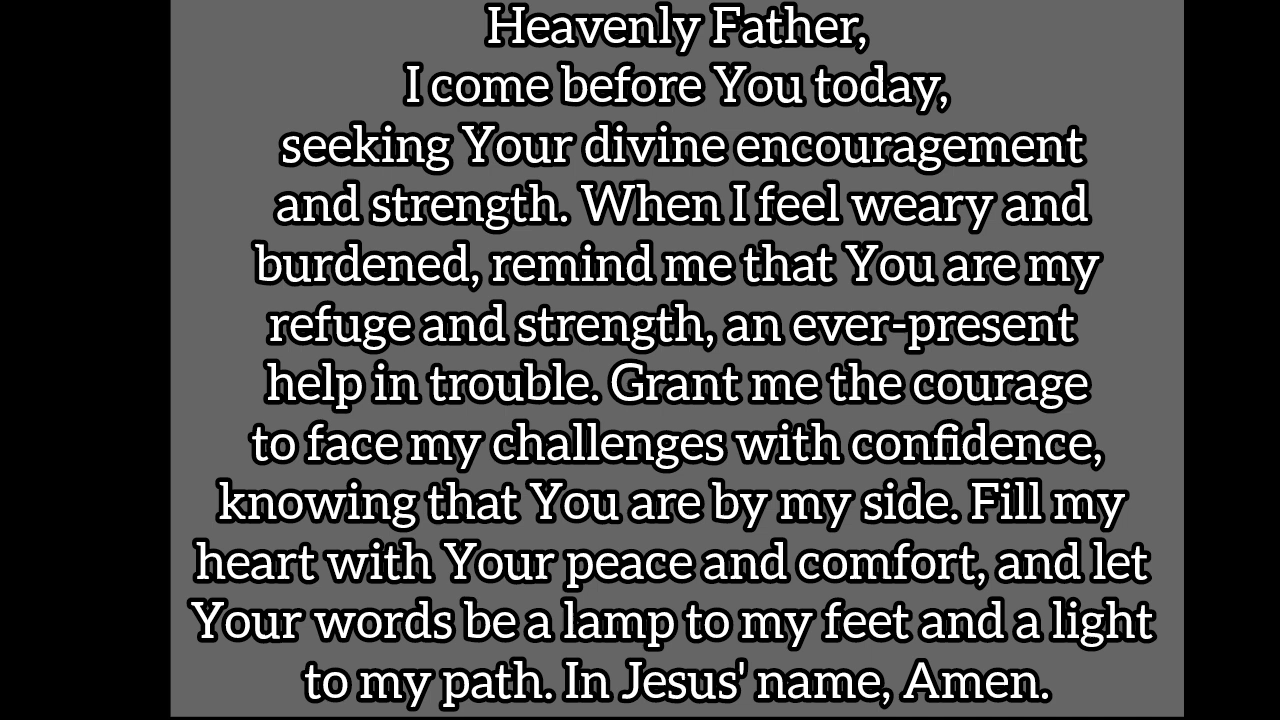 Heavenly Father,
I come before You today,
seeking Your divine encouragement
and strength. When I feel weary and
burdened, remind me that You are my
refuge and strength, an ever-present
help in trouble. Grant me the courage
to face my challenges with confidence,
knowing that You are by my side. Fill my
heart with Your peace and comfort, and let
Your words be a lamp to my feet and a light
to my path. In Jesus' name, Amen.